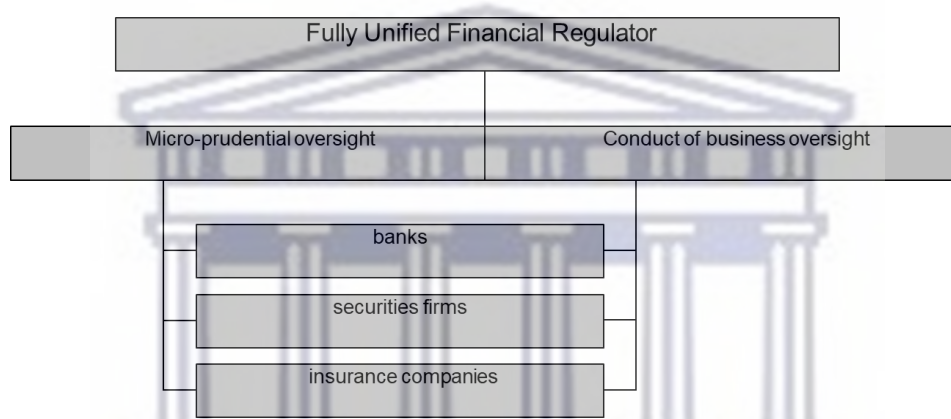 Fully Unified Financial Regulator
Micro-prudential oversight
Conduct of business oversight
banks
securities firms
insurance companies